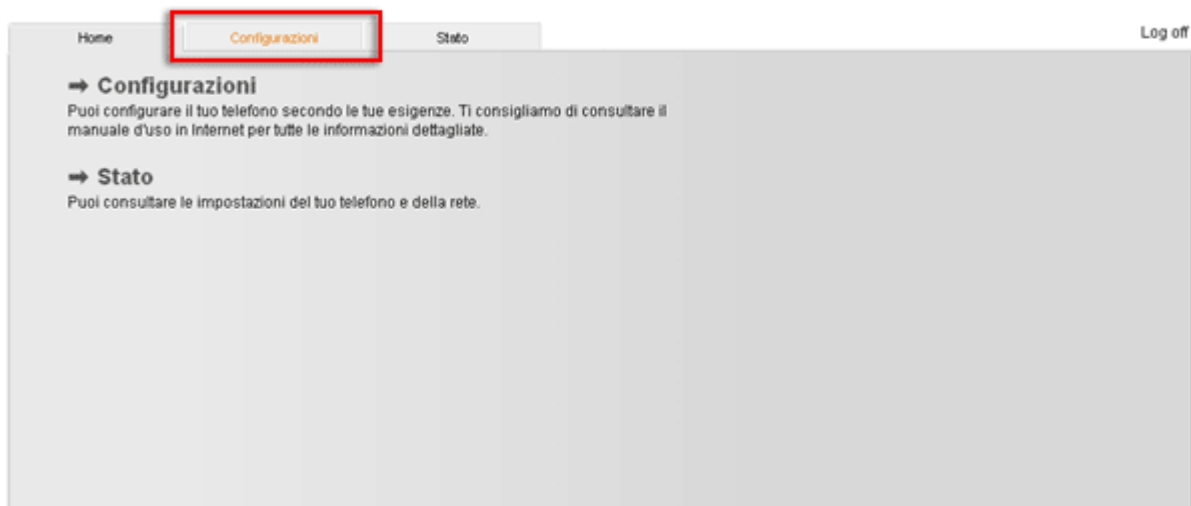 Home
Configurazioni
Stato
Log off
➡ Configurazioni
Puoi configurare il tuo telefono secondo le tue esigenze. Ti consigliamo di consultare il
manuale d'uso in Internet per tutte le informazioni dettagliate.
➡ Stato
Puoi consultare le impostazioni del tuo telefono e della rete.